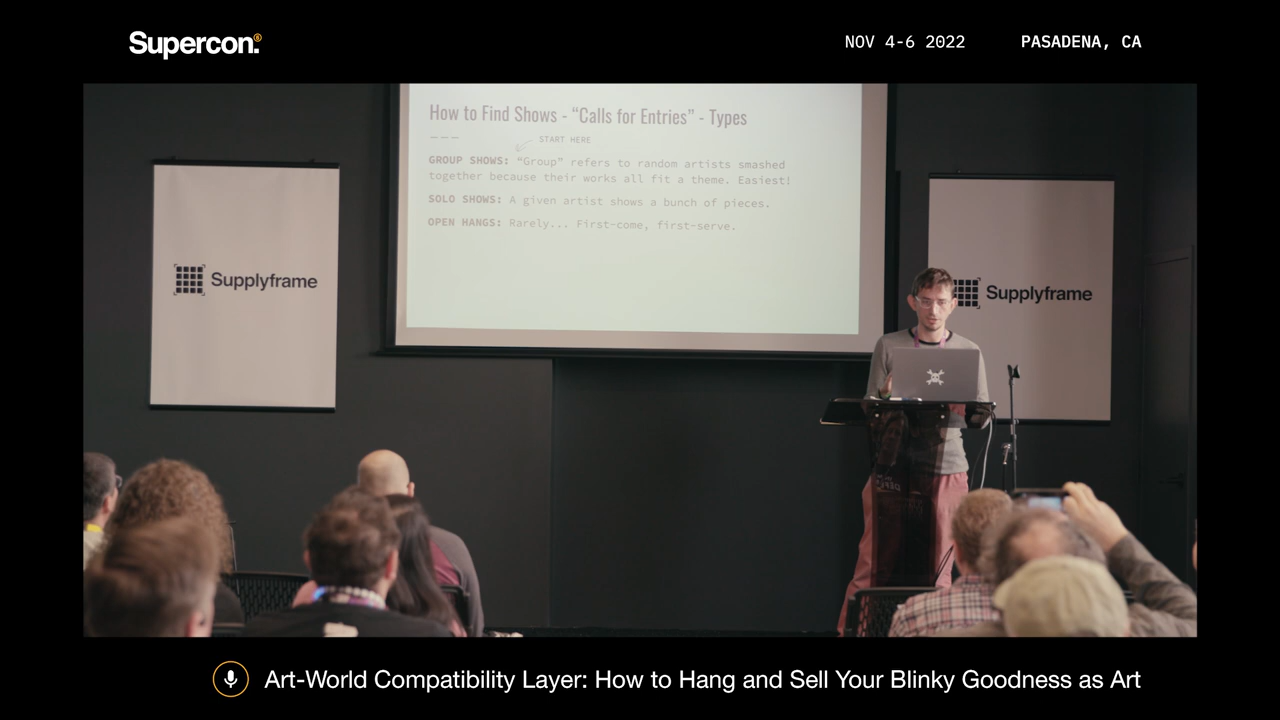 Supercon.6
NOV 4-6 2022
PASADENA, CA
How to Find Shows - “Calls for Entries” - Types
START HERE
GROUP SHOWS: “Group” refers to random artists smashed
together because their works all fit a theme. Easiest!
SOLO SHOWS: A given artist shows a bunch of pieces.
OPEN HANGS: Rarely... First-come, first-serve.
Supplyframe
Supplyframe
Art-World Compatibility Layer: How to Hang and Sell Your Blinky Goodness as Art